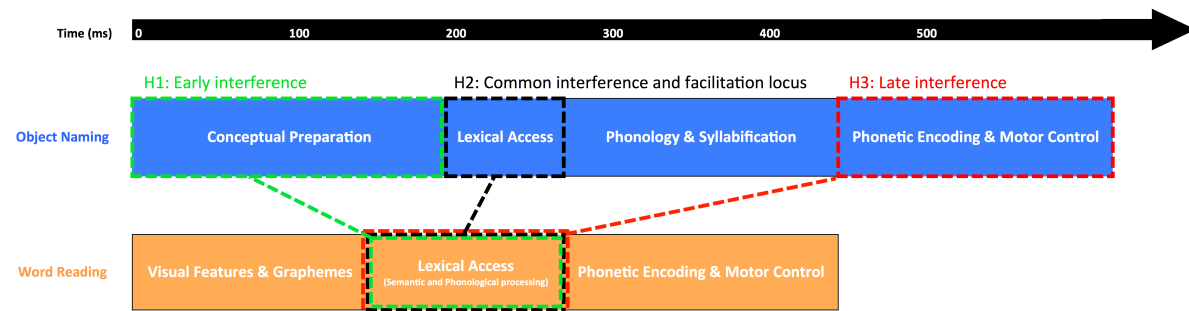 Time (ms) 0 100 200 300 400 500
H1: Early interference H2: Common interference and facilitation locus H3: Late interference
Object Naming Conceptual Preparation Lexical Access Phonology & Syllabification Phonetic Encoding & Motor Control
Word Reading Visual Features & Graphemes Lexical Access Phonetic Encoding & Motor Control
(Semantic and Phonological processing)